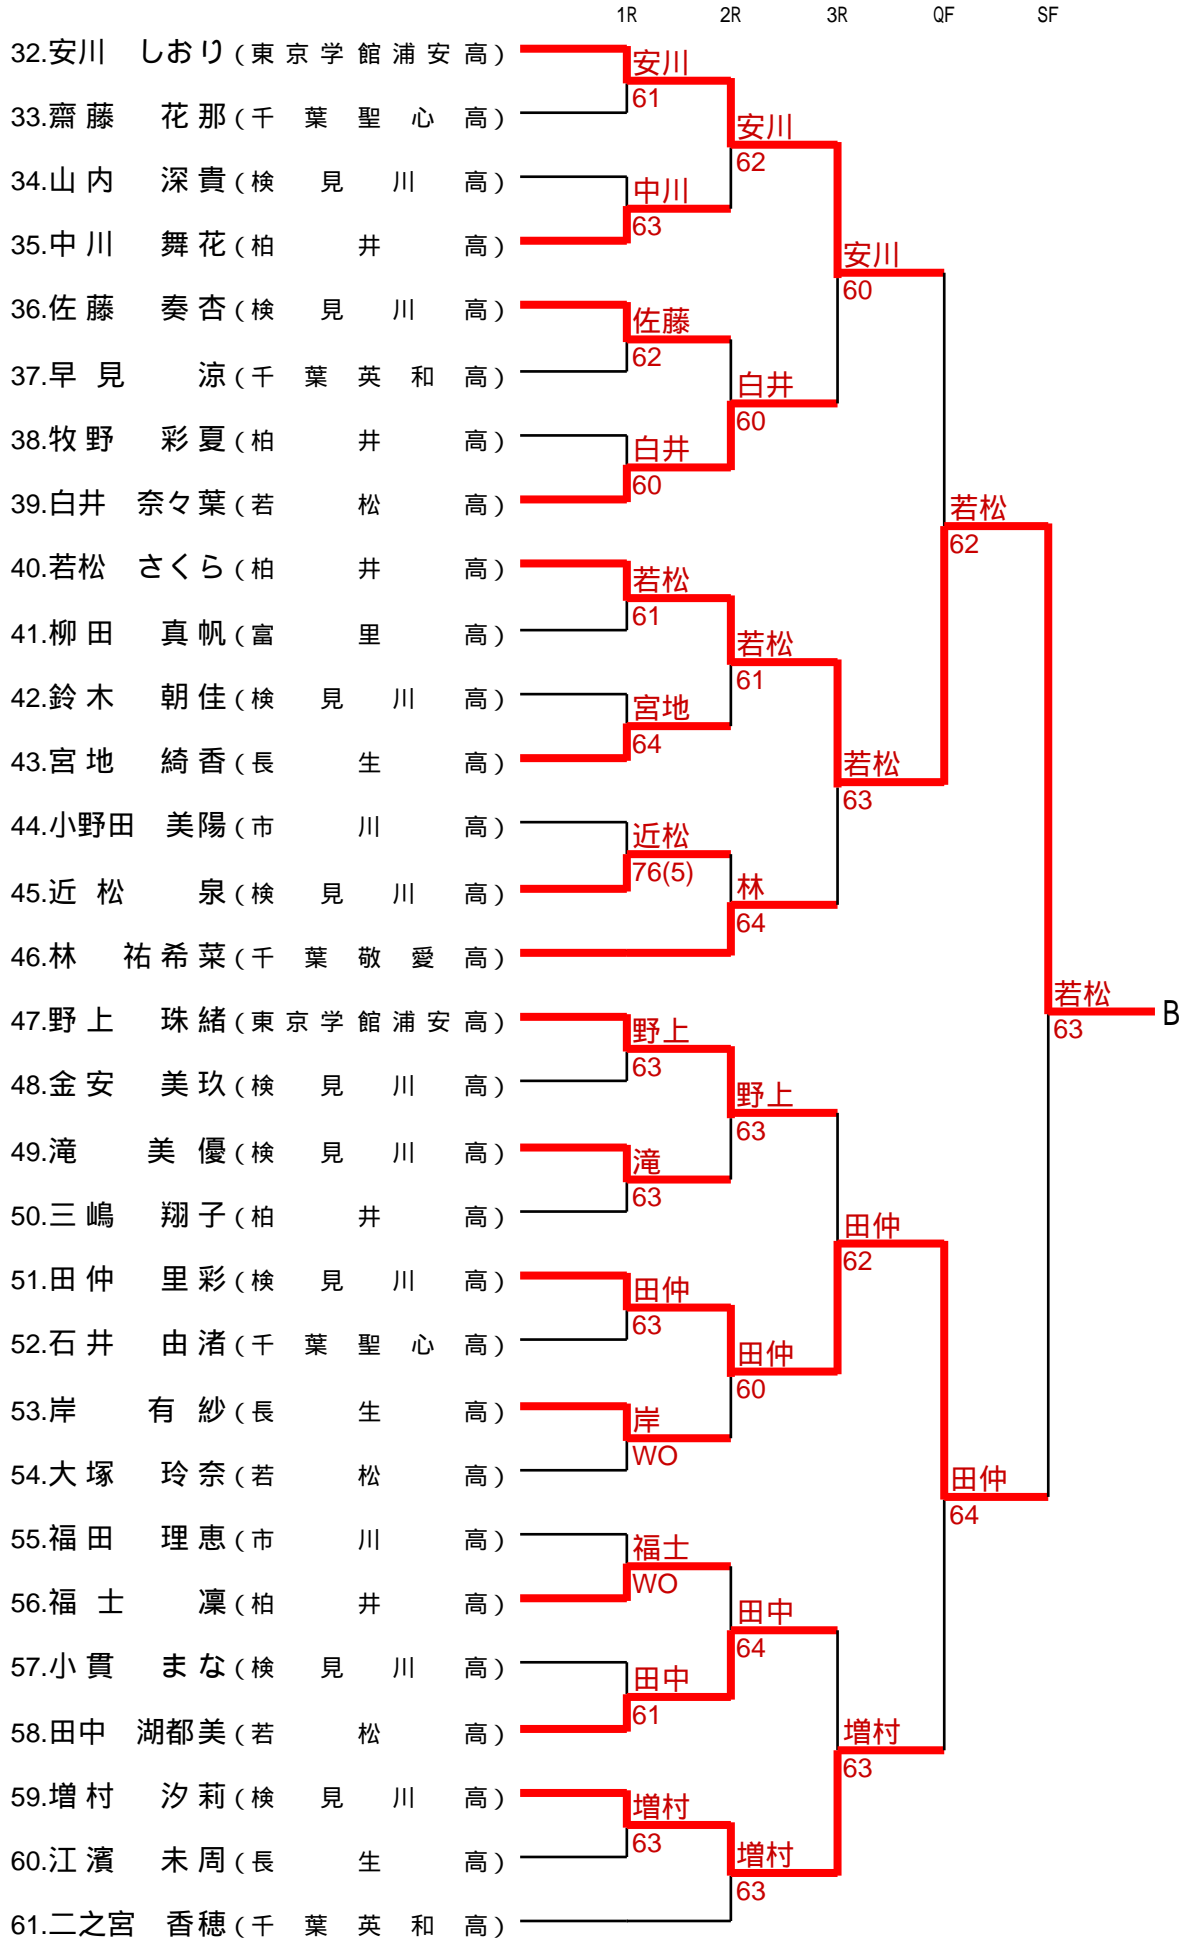 1R 2R 3R QF SF
32.安川 しおり(東京学館浦安高)
安川
61
33.齋藤 花那(千葉聖心高)
安川
62
34.山内 深貴(検見川高)
中川
63
35.中川 舞花(柏井高)
安川
60
36.佐藤 奏杏(検見川高)
佐藤
62
37.早見 涼(千葉英和高)
白井
60
38.牧野 彩夏(柏井高)
白井
60
39.白井 奈々葉(若松高)
若松
62
40.若松 さくら(柏井高)
若松
61
41.柳田 真帆(富里高)
若松
61
42.鈴木 朝佳(検見川高)
宮地
64
43.宮地 綺香(長生高)
若松
63
44.小野田 美陽(市川高)
近松
76(5)
45.近松 泉(検見川高)
林
64
46.林 祐希菜(千葉敬愛高)
若松
63
B
47.野上 珠緒(東京学館浦安高)
野上
63
48.金安 美玖(検見川高)
野上
63
49.滝 美優(検見川高)
滝
63
50.三嶋 翔子(柏井高)
田仲
62
51.田仲 里彩(検見川高)
田仲
63
52.石井 由渚(千葉聖心高)
田仲
60
53.岸 有紗(長生高)
岸
WO
54.大塚 玲奈(若松高)
田仲
64
55.福田 理恵(市川高)
福士
WO
56.福士 凜(柏井高)
田中
64
57.小貫 まな(検見川高)
田中
61
58.田中 湖都美(若松高)
増村
63
59.増村 汐莉(検見川高)
増村
63
60.江濱 未周(長生高)
増村
63
61.二之宮 香穂(千葉英和高)